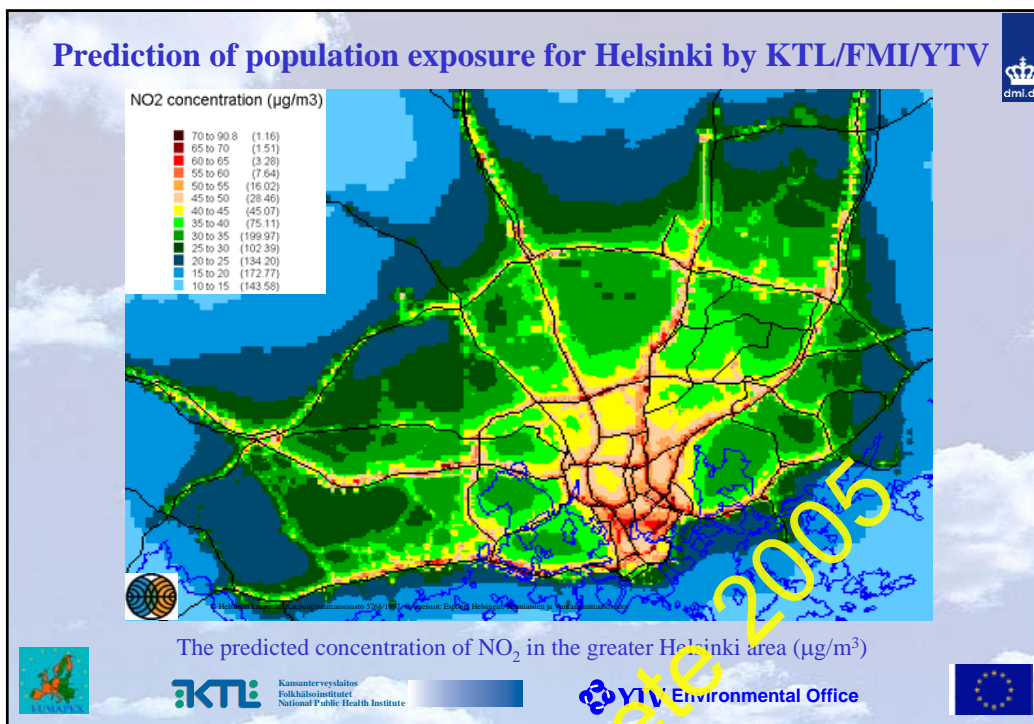 Prediction of population exposure for Helsinki by KTL/FMI/YTV
dmi.d
NO2 concentration (µg/m3)
70 to 90.8 (1.16)
65 to 70 (1.51)
60 to 65 (3.28)
55 to 60 (7.64)
50 to 55 (16.02)
45 to 50 (28.46)
40 to 45 (45.07)
35 to 40 (75.11)
30 to 35 (199.97)
25 to 30 (102.39)
20 to 25 (134.20)
15 to 20 (172.77)
10 to 15 (143.58)
2005
The predicted concentration of NO2 in the greater Helsinki area (µg/m3)
FUMAPEX
KTL
Kansanterveyslaitos
Folkhälsoinstitutet
National Public Health Institute
YTV Environmental Office